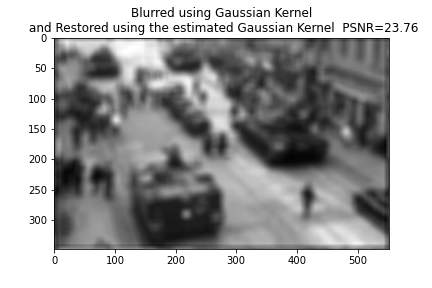 Blurred using Gaussian Kernel
and Restored using the estimated Gaussian Kernel PSNR=23.76
0
50
100
150
200
250
300
0 100 200 300 400 500